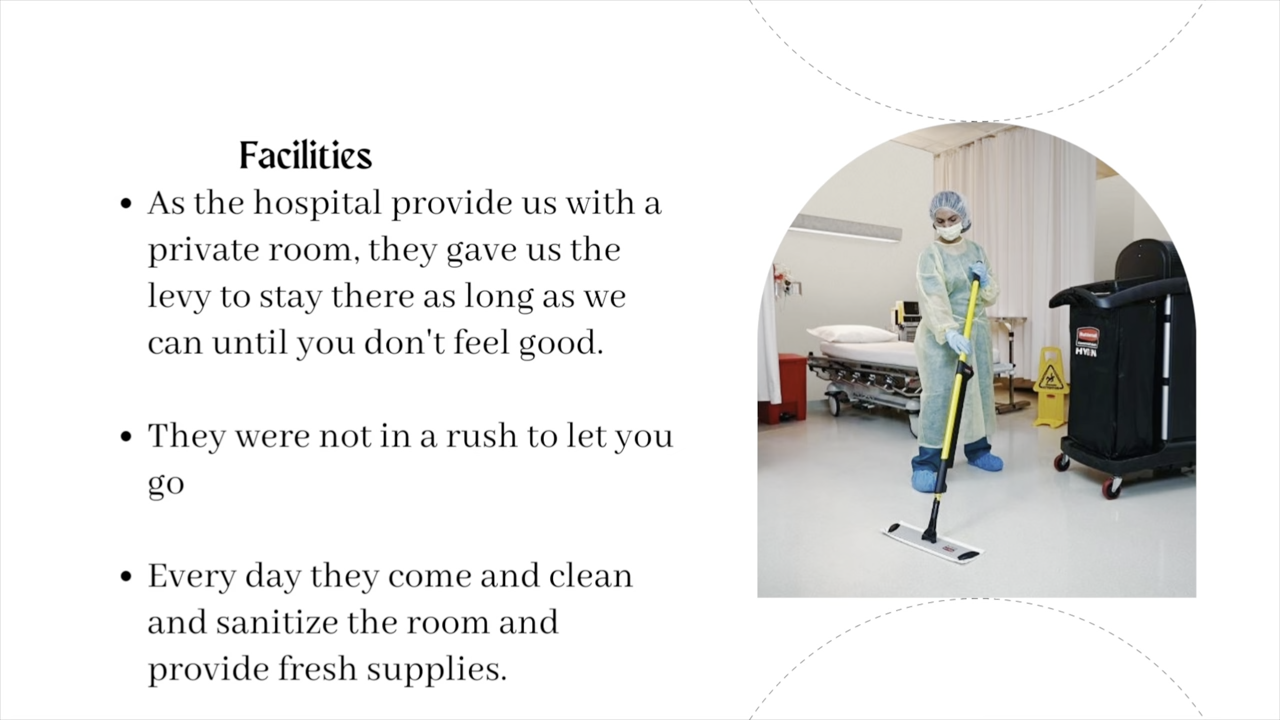 Facilities
As the hospital provide us with a
private room, they gave us the
levy to stay there as long as we
can until you don't feel good.
They were not in a rush to let you
go
Every day they come and clean
and sanitize the room and
provide fresh supplies.